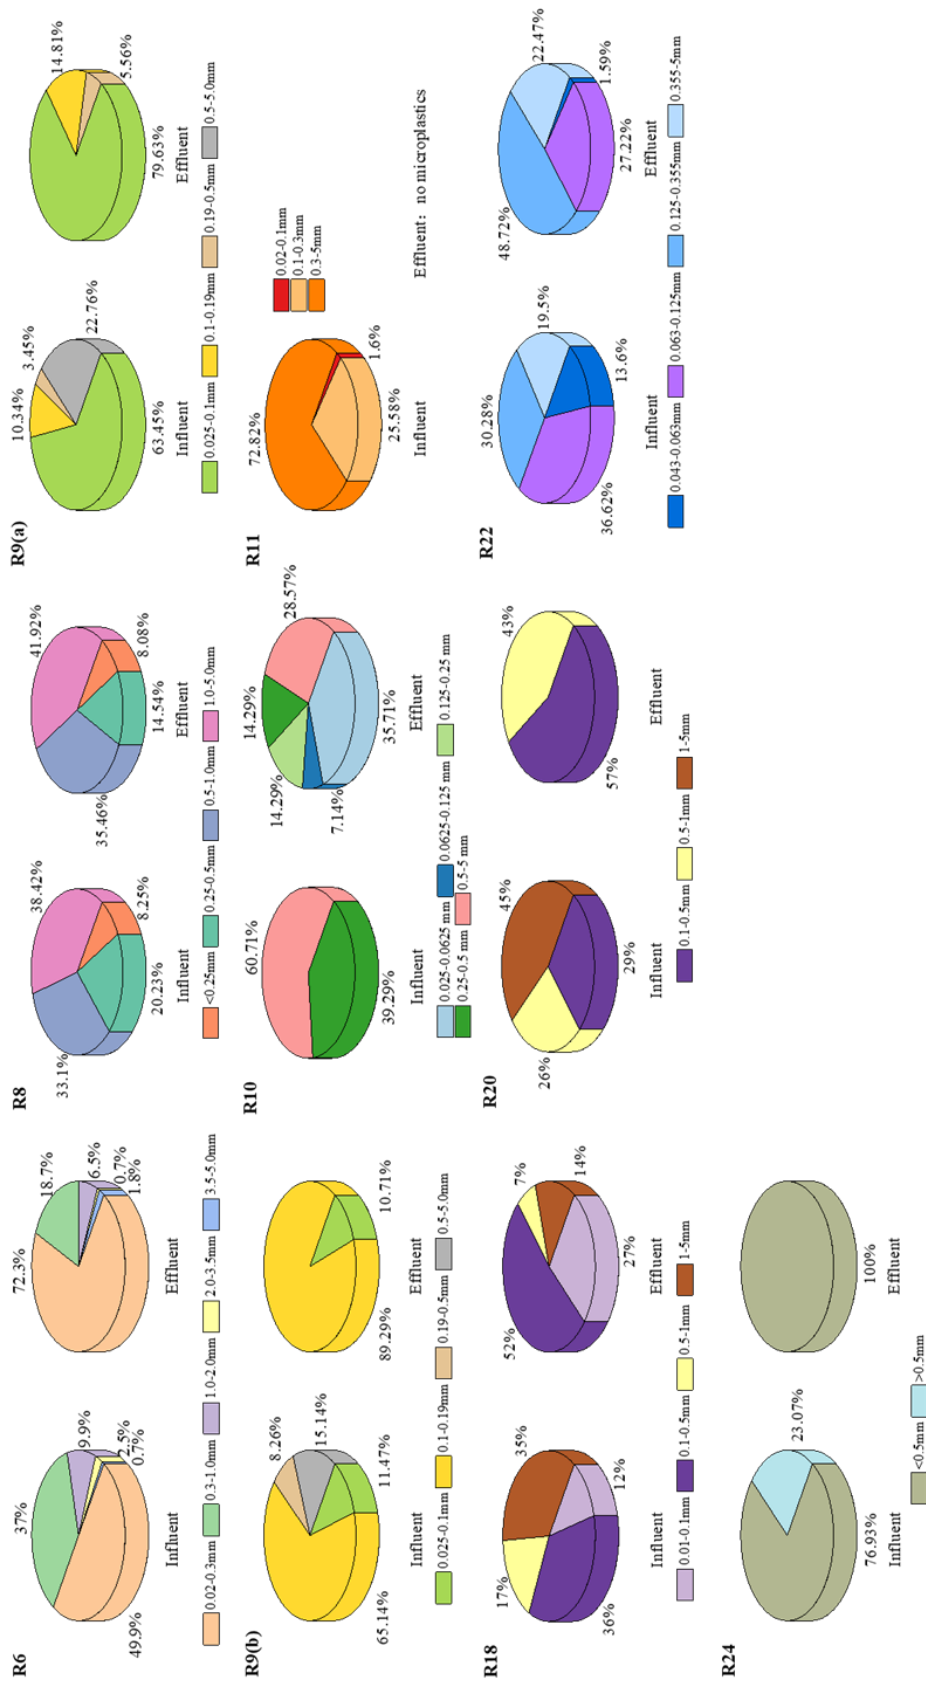 R6
37%
9.9%
2.5%
0.7%
49.9%
Influent
72.3%
18.7%
6.5%
0.7%
1.8%
Effluent
0.02-0.3mm 0.3-1.0mm 1.0-2.0mm 2.0-3.5mm 3.5-5.0mm
R8
33.1%
38.42%
8.25%
20.23%
Influent
35.46%
41.92%
8.08%
14.54%
Effluent
<0.25mm 0.25-0.5mm 0.5-1.0mm 1.0-5.0mm
R9(a)
10.34%
3.45%
22.76%
63.45%
Influent
14.81%
5.56%
79.63%
Effluent
0.025-0.1mm 0.1-0.19mm 0.19-0.5mm 0.5-5.0mm
R9(b)
8.26%
15.14%
11.47%
65.14%
Influent
10.71%
89.29%
Effluent
0.025-0.1mm 0.1-0.19mm 0.19-0.5mm 0.5-5.0mm
R10
60.71%
39.29%
Influent
14.29%
28.57%
14.29%
7.14%
35.71%
Effluent
0.025-0.0625 mm 0.0625-0.125 mm 0.125-0.25 mm
0.25-0.5 mm 0.5-5 mm
R11
72.82%
1.6%
25.58%
Influent
0.02-0.1mm
0.1-0.3mm
0.3-5mm
Effluent: no microplastics
R18
17%
35%
12%
36%
Influent
52%
7%
14%
27%
Effluent
0.01-0.1mm 0.1-0.5mm 0.5-1mm 1-5mm
R20
26%
45%
29%
Influent
43%
57%
Effluent
0.1-0.5mm 0.5-1mm 1-5mm
R22
30.28%
19.5%
13.6%
36.62%
Influent
48.72%
22.47%
1.59%
27.22%
Effluent
0.043-0.063mm 0.063-0.125mm 0.125-0.355mm 0.355-5mm
R24
23.07%
76.93%
Influent
100%
Effluent
<0.5mm >0.5mm